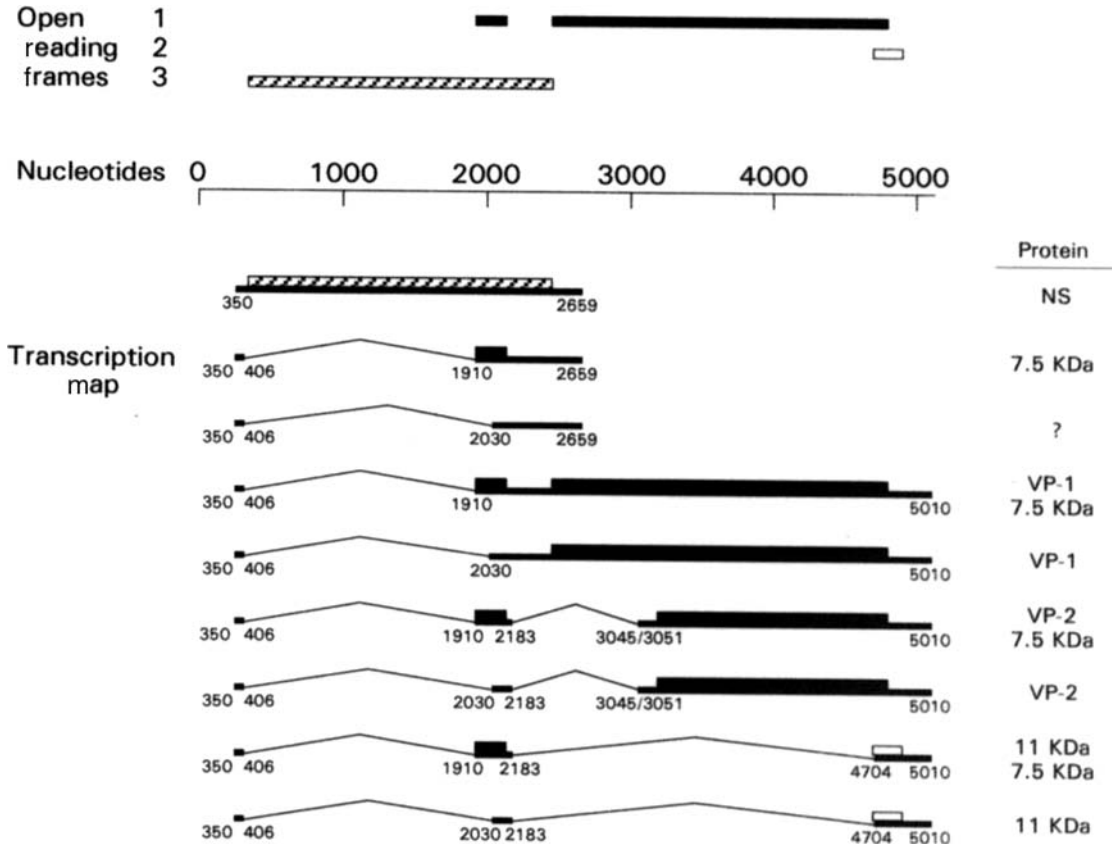 Open 1
reading 2
frames 3
Nucleotides 0 1000 2000 3000 4000 5000
Protein
350 2659 NS
Transcription map
350 406 1910 2659 7.5 KDa
350 406 2030 2659 ?
350 406 1910 5010 VP-1
7.5 KDa
350 406 2030 5010 VP-1
350 406 1910 2183 3045/3051 5010 VP-2
7.5 KDa
350 406 2030 2183 3045/3051 5010 VP-2
350 406 1910 2183 4704 5010 11 KDa
7.5 KDa
350 406 2030 2183 4704 5010 11 KDa